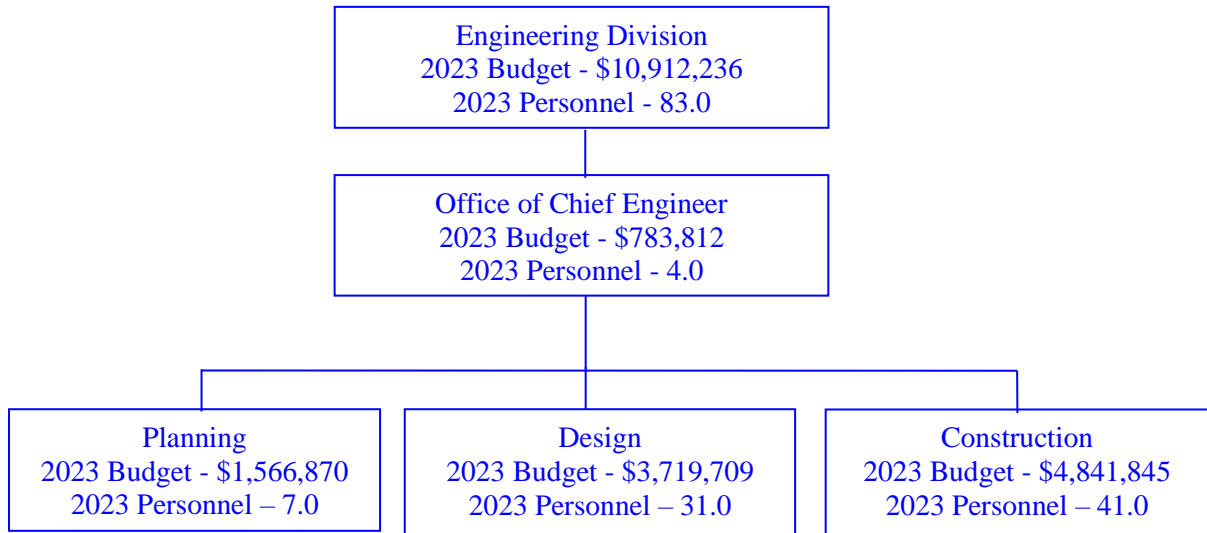 Engineering Division
2023 Budget - $10,912,236
2023 Personnel - 83.0
Office of Chief Engineer
2023 Budget - $783,812
2023 Personnel - 4.0
Planning
2023 Budget - $1,566,870
2023 Personnel – 7.0
Design
2023 Budget - $3,719,709
2023 Personnel – 31.0
Construction
2023 Budget - $4,841,845
2023 Personnel – 41.0